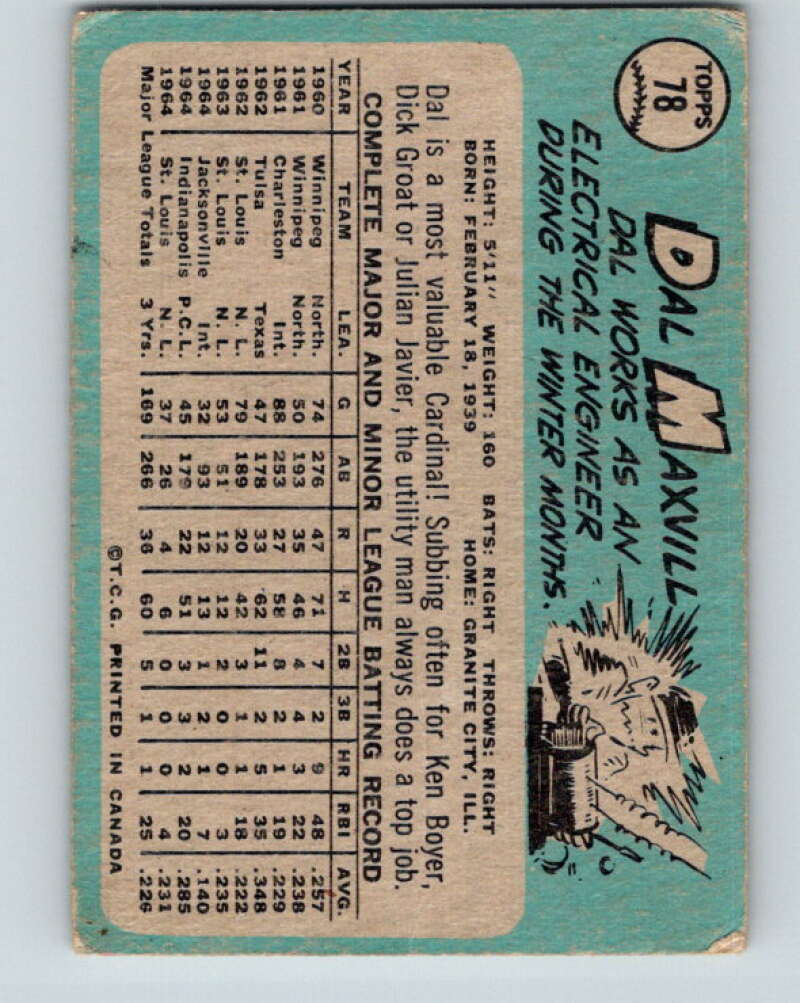 TOPPS
78
DAL MAXVILL
DAL WORKS AS AN
ELECTRICAL ENGINEER
DURING THE WINTER MONTHS.
HEIGHT: 5'11" WEIGHT: 160 BATS: RIGHT THROWS: RIGHT
BORN: FEBRUARY 18, 1939 HOME: GRANITE CITY, ILL.
Dal is a most valuable Cardinal! Subbing often for Ken Boyer,
Dick Groat or Julian Javier, the utility man always does a top job.
COMPLETE MAJOR AND MINOR LEAGUE BATTING RECORD
YEAR TEAM LEA. G AB R H 2B 3B HR RBI AVG.
1960 Winnipeg North. 74 276 47 71 7 2 9 48 .257
1961 Winnipeg North. 50 193 35 46 4 4 3 22 .238
1961 Charleston Int. 88 253 27 58 8 2 1 19 .229
1962 Tulsa Texas 47 178 33 62 11 2 5 35 .348
1962 St. Louis N. L. 79 189 20 42 3 1 1 18 .222
1963 St. Louis N. L. 53 51 12 12 2 0 0 3 .235
1964 Jacksonville Int. 32 93 12 13 1 2 1 7 .140
1964 Indianapolis P.C.L. 45 179 22 51 3 3 2 20 .285
1964 St. Louis N. L. 37 26 4 6 0 0 0 4 .231
Major League Totals 3 Yrs. 169 266 36 60 5 1 1 25 .226
©T.C.G. PRINTED IN CANADA